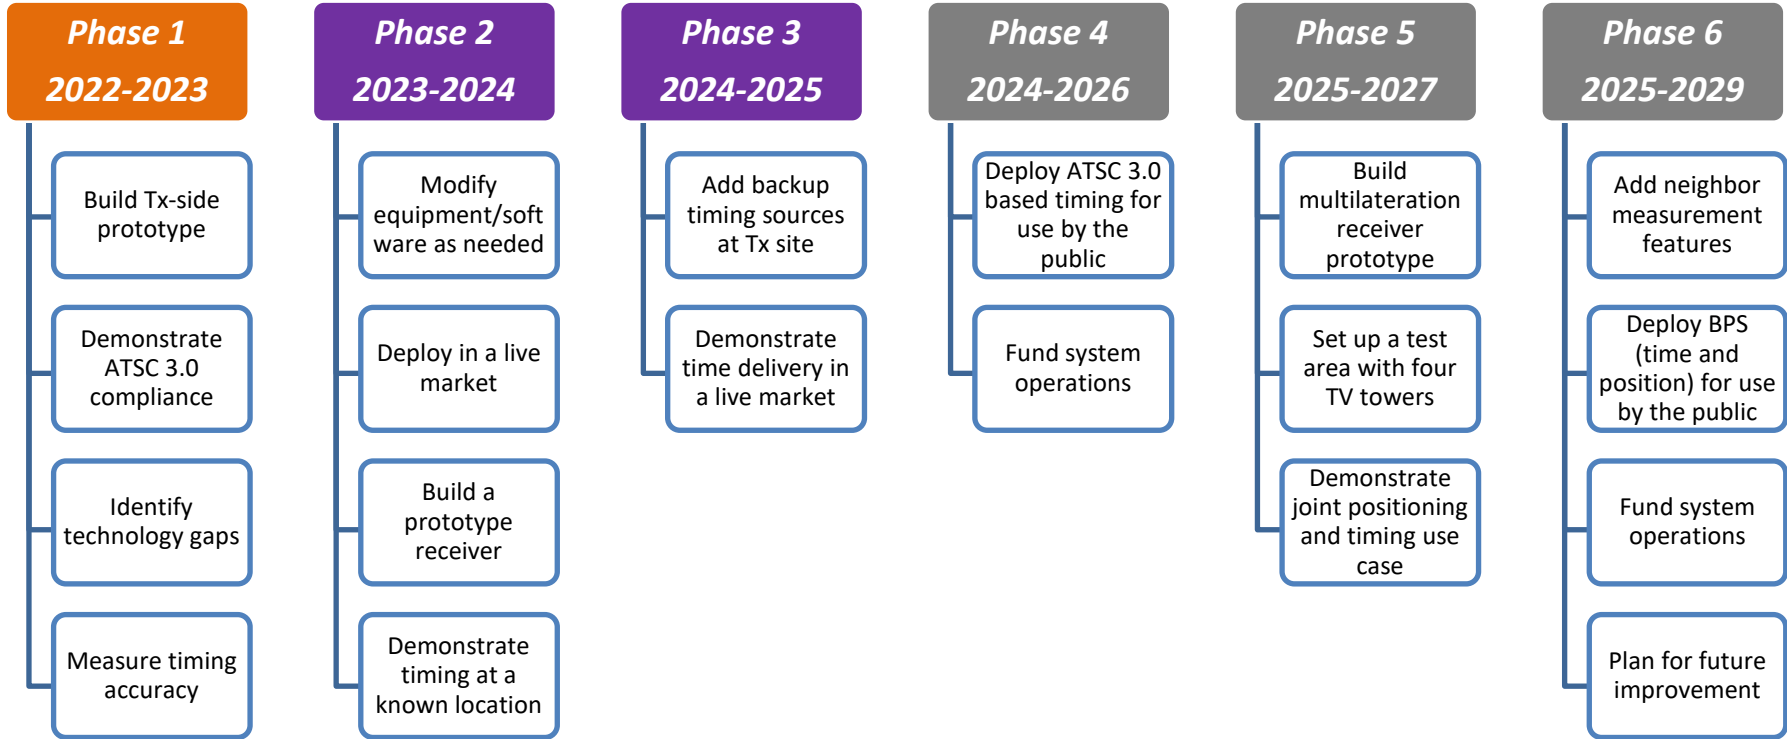 Phase 1
2022-2023
Build Tx-side
prototype
Demonstrate
ATSC 3.0
compliance
Identify
technology gaps
Measure timing
accuracy
Phase 2
2023-2024
Modify
equipment/soft
ware as needed
Deploy in a live
market
Build a
prototype
receiver
Demonstrate
timing at a
known location
Phase 3
2024-2025
Add backup
timing sources
at Tx site
Demonstrate
time delivery in
a live market
Phase 4
2024-2026
Deploy ATSC 3.0
based timing for
use by the
public
Fund system
operations
Phase 5
2025-2027
Build
multilateration
receiver
prototype
Set up a test
area with four
TV towers
Demonstrate
joint positioning
and timing use
case
Phase 6
2025-2029
Add neighbor
measurement
features
Deploy BPS
(time and
position) for use
by the public
Fund system
operations
Plan for future
improvement